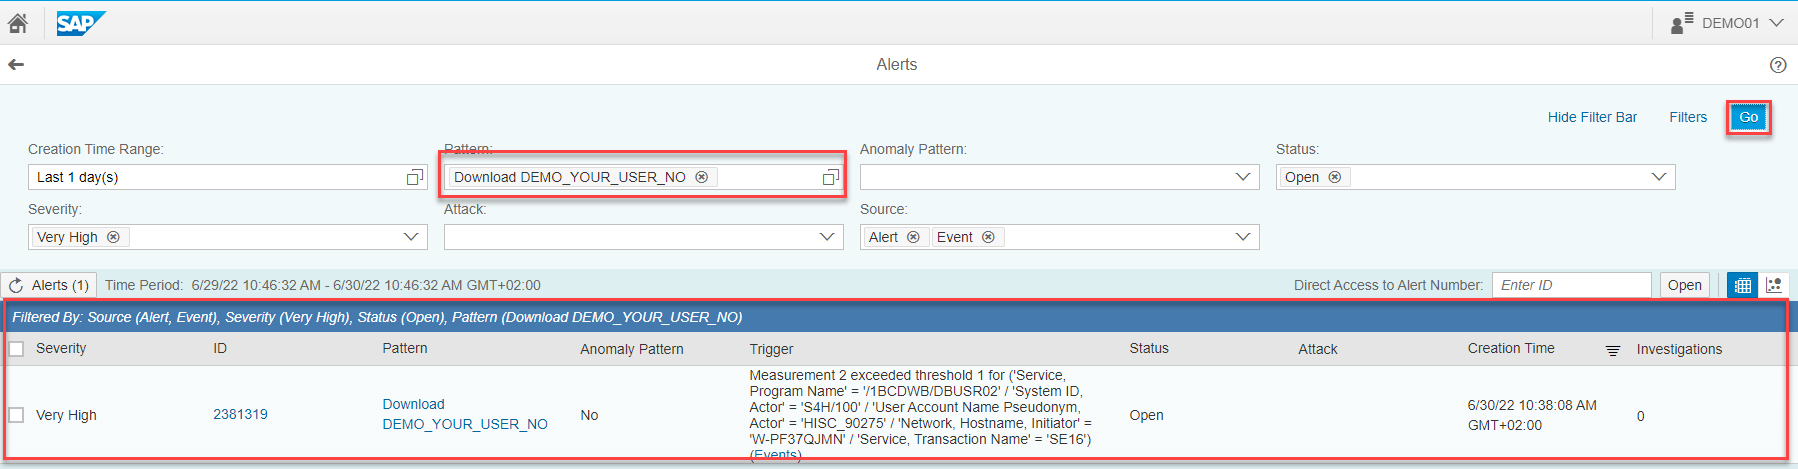 SAP
DEMO01
Alerts
Hide Filter Bar Filters Go
Creation Time Range: Pattern: Anomaly Pattern: Status:
Last 1 day(s) Download DEMO_YOUR_USER_NO Open
Severity: Attack: Source:
Very High Alert Event
Alerts (1) Time Period: 6/29/22 10:46:32 AM - 6/30/22 10:46:32 AM GMT+02:00 Direct Access to Alert Number: Enter ID Open
Filtered By: Source (Alert, Event), Severity (Very High), Status (Open), Pattern (Download DEMO_YOUR_USER_NO)
Severity ID Pattern Anomaly Pattern Trigger Status Attack Creation Time Investigations
Very High 2381319 Download
DEMO_YOUR_USER_NO No
Measurement 2 exceeded threshold 1 for ('Service,
Program Name' = '/1BCDWB/DBUSR02' / 'System ID,
Actor' = 'S4H/100' / 'User Account Name Pseudonym,
Actor' = 'HISC_90275' / 'Network, Hostname, Initiator' =
'W-PF37QJMN' / 'Service, Transaction Name' = 'SE16')
(Events)
Open
6/30/22 10:38:08 AM
GMT+02:00
0